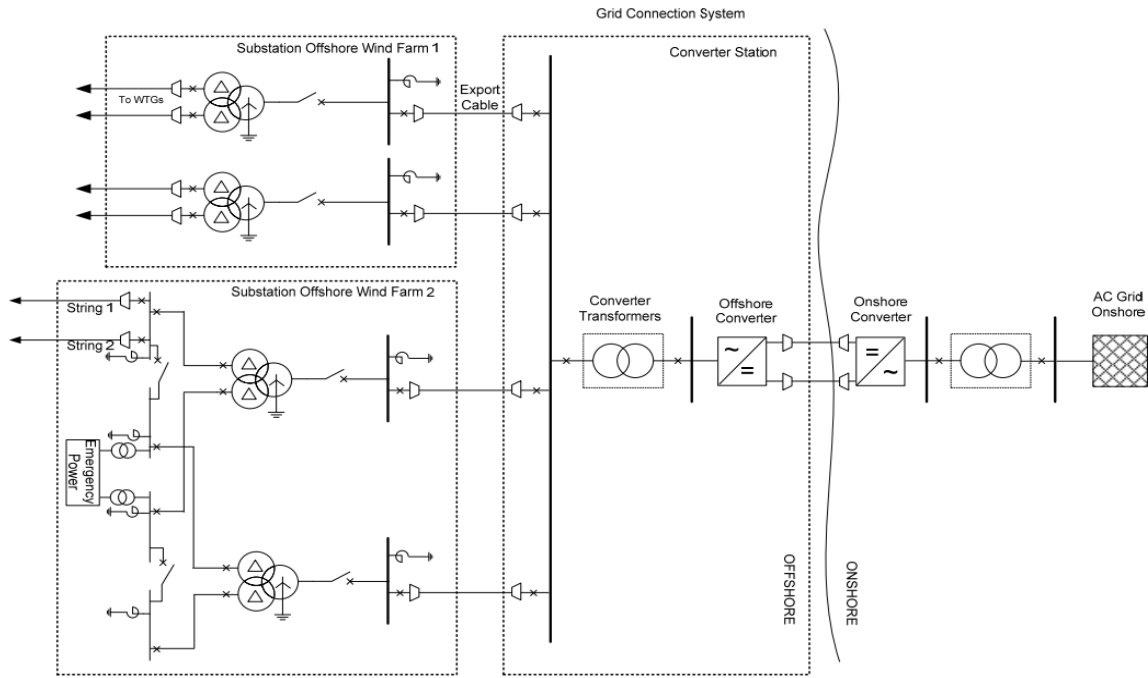 Grid Connection System
Substation Offshore Wind Farm 1
Converter Station
To WTGs
Export
Cable
Substation Offshore Wind Farm 2
String 1
String 2
Emergency
Power
Converter
Transformers
Offshore
Converter
Onshore
Converter
AC Grid
Onshore
~
=
=
~
OFFSHORE
ONSHORE